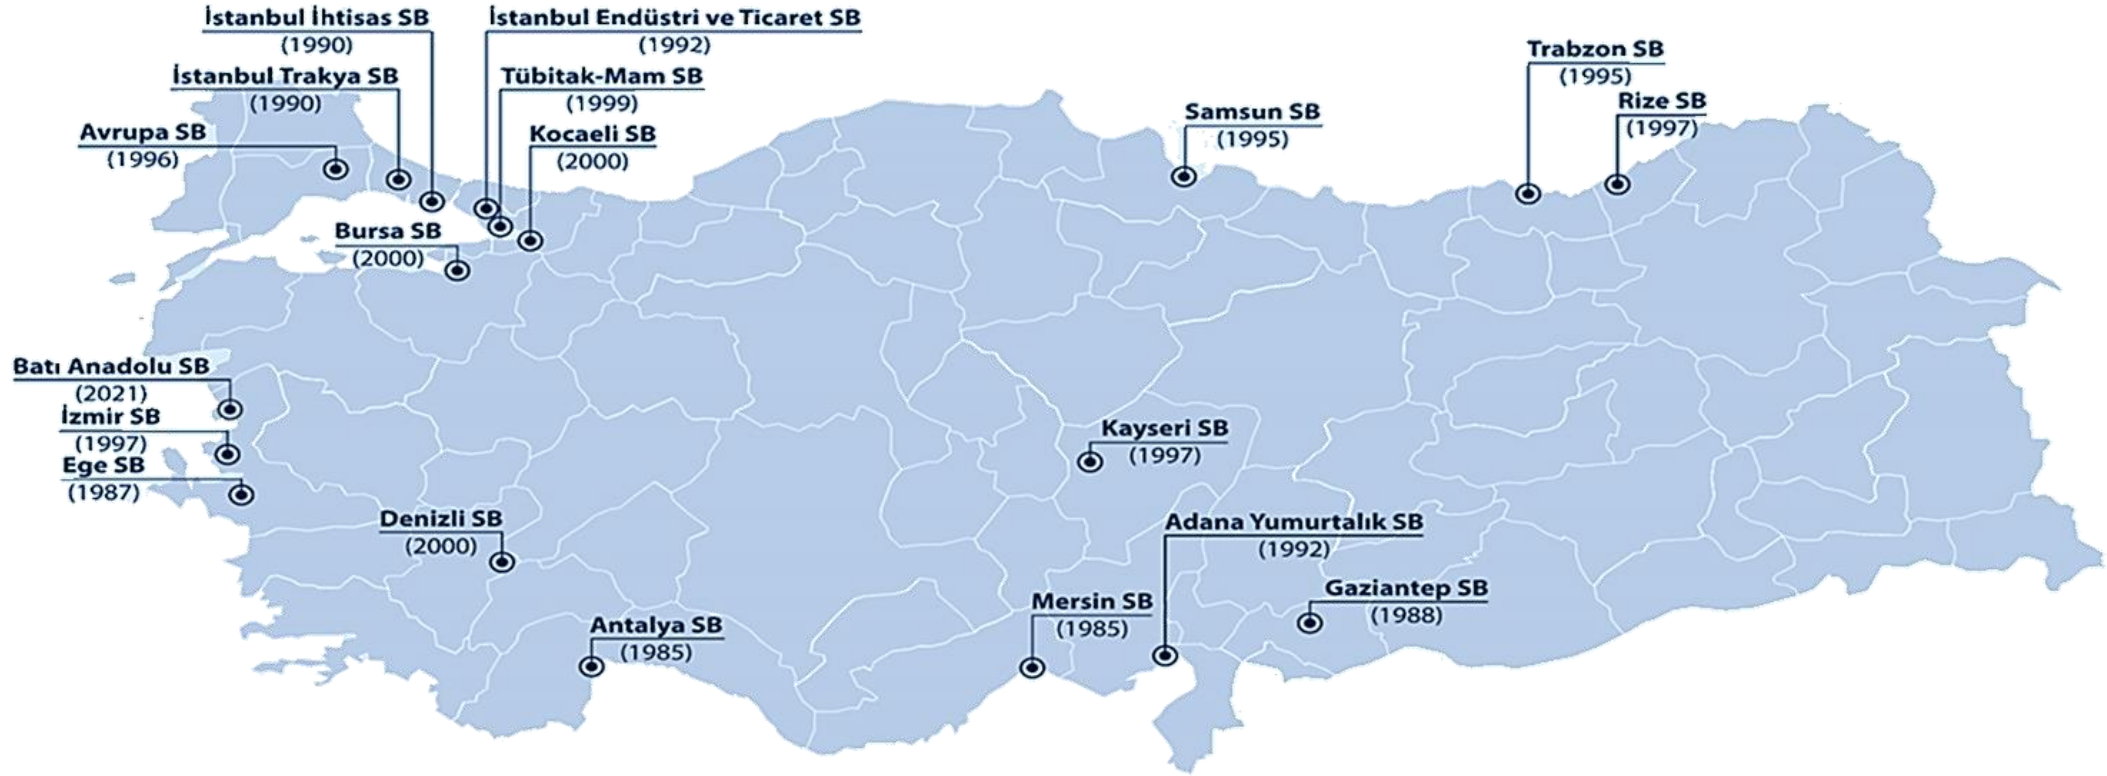 İstanbul İhtisas SB
(1990)
İstanbul Endüstri ve Ticaret SB
(1992)
İstanbul Trakya SB
(1990)
Tübitak-Mam SB
(1999)
Avrupa SB
(1996)
Kocaeli SB
(2000)
Bursa SB
(2000)
Trabzon SB
(1995)
Rize SB
(1997)
Samsun SB
(1995)
Batı Anadolu SB
(2021)
İzmir SB
(1997)
Ege SB
(1987)
Kayseri SB
(1997)
Denizli SB
(2000)
Adana Yumurtalık SB
(1992)
Gaziantep SB
(1988)
Mersin SB
(1985)
Antalya SB
(1985)